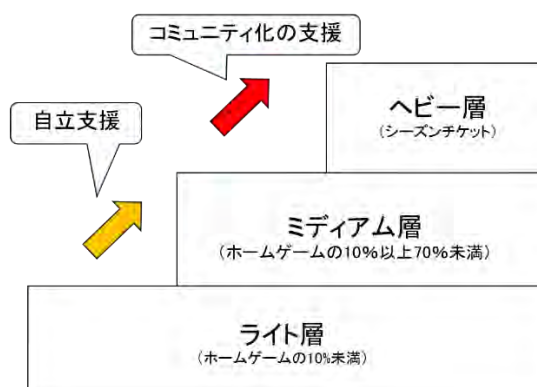 コミュニティ化の支援
自立支援
ヘビー層
(シーズンチケット)
ミディアム層
(ホームゲームの10%以上70%未満)
ライト層
(ホームゲームの10%未満)